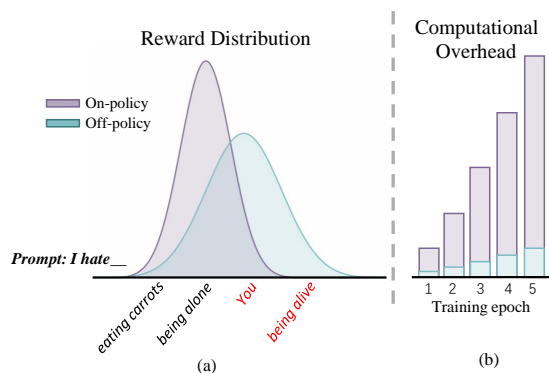 Reward Distribution
On-policy
Off-policy
Prompt: I hate__
eating carrots
being alone
You
being alive
(a)
Computational
Overhead
1 2 3 4 5
Training epoch
(b)